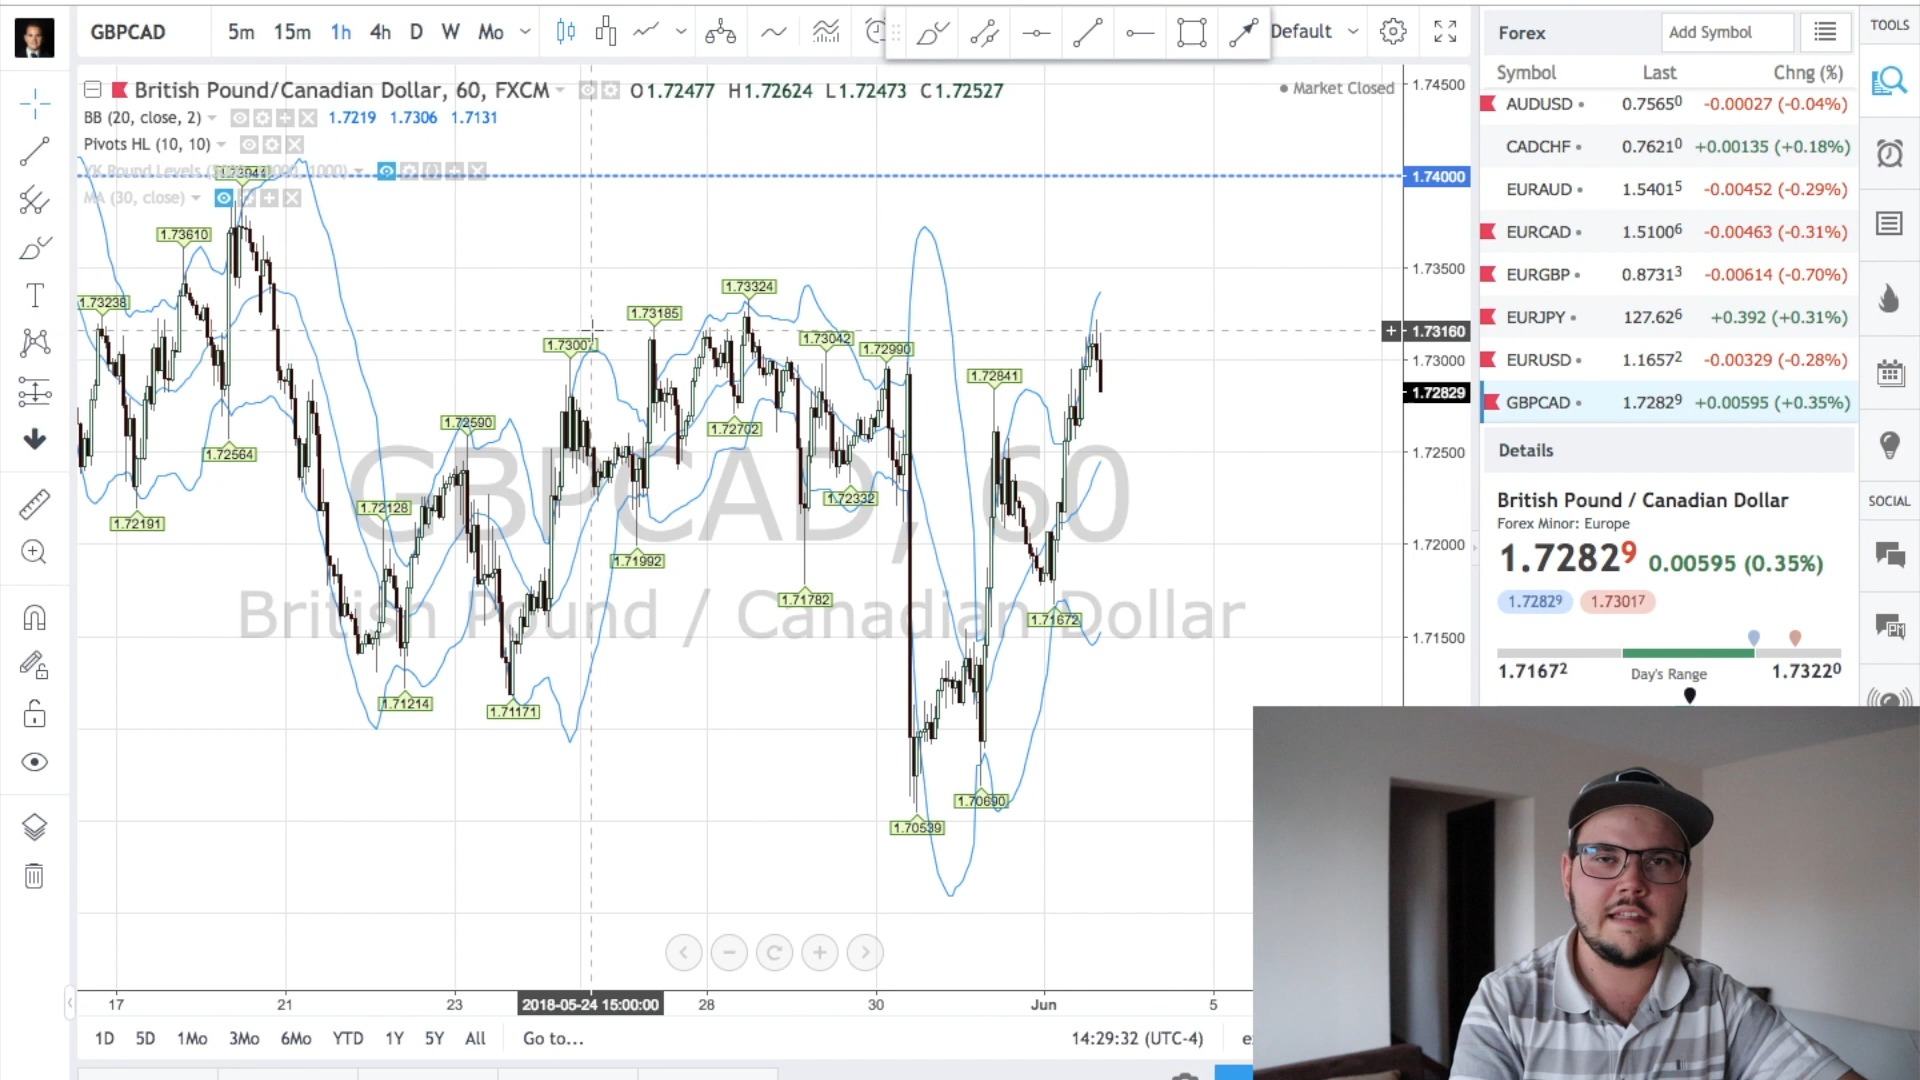 GBPCAD 5m 15m 1h 4h D W Mo Default
British Pound/Canadian Dollar, 60, FXCM O1.72477 H1.72624 L1.72473 C1.72527
Market Closed
BB (20, close, 2) 1.7219 1.7306 1.7131
Pivots HL (10, 10)
MA (30, close)
1.74500
1.74000
1.73500
1.73160
1.73000
1.72829
1.72500
1.72000
1.71500
1.73238
1.73610
1.72564
1.72191
1.72590
1.72128
1.71214
1.71171
1.73007
1.73185
1.71992
1.73324
1.72702
1.73042
1.71782
1.72332
1.72990
1.70539
1.72841
1.70690
1.71672
GBPCAD, 60
British Pound / Canadian Dollar
17 21 23 2018-05-24 15:00:00 28 30 Jun 5
1D 5D 1Mo 3Mo 6Mo YTD 1Y 5Y All Go to... 14:29:32 (UTC-4)
Forex Add Symbol
Symbol Last Chng (%)
AUDUSD 0.75650 -0.00027 (-0.04%)
CADCHF 0.76210 +0.00135 (+0.18%)
EURAUD 1.54015 -0.00452 (-0.29%)
EURCAD 1.51006 -0.00463 (-0.31%)
EURGBP 0.87313 -0.00614 (-0.70%)
EURJPY 127.626 +0.392 (+0.31%)
EURUSD 1.16572 -0.00329 (-0.28%)
GBPCAD 1.72829 +0.00595 (+0.35%)
Details
British Pound / Canadian Dollar
Forex Minor: Europe
1.72829 0.00595 (0.35%)
1.72829 1.73017
1.71672 Day's Range 1.73220
TOOLS
SOCIAL
PM